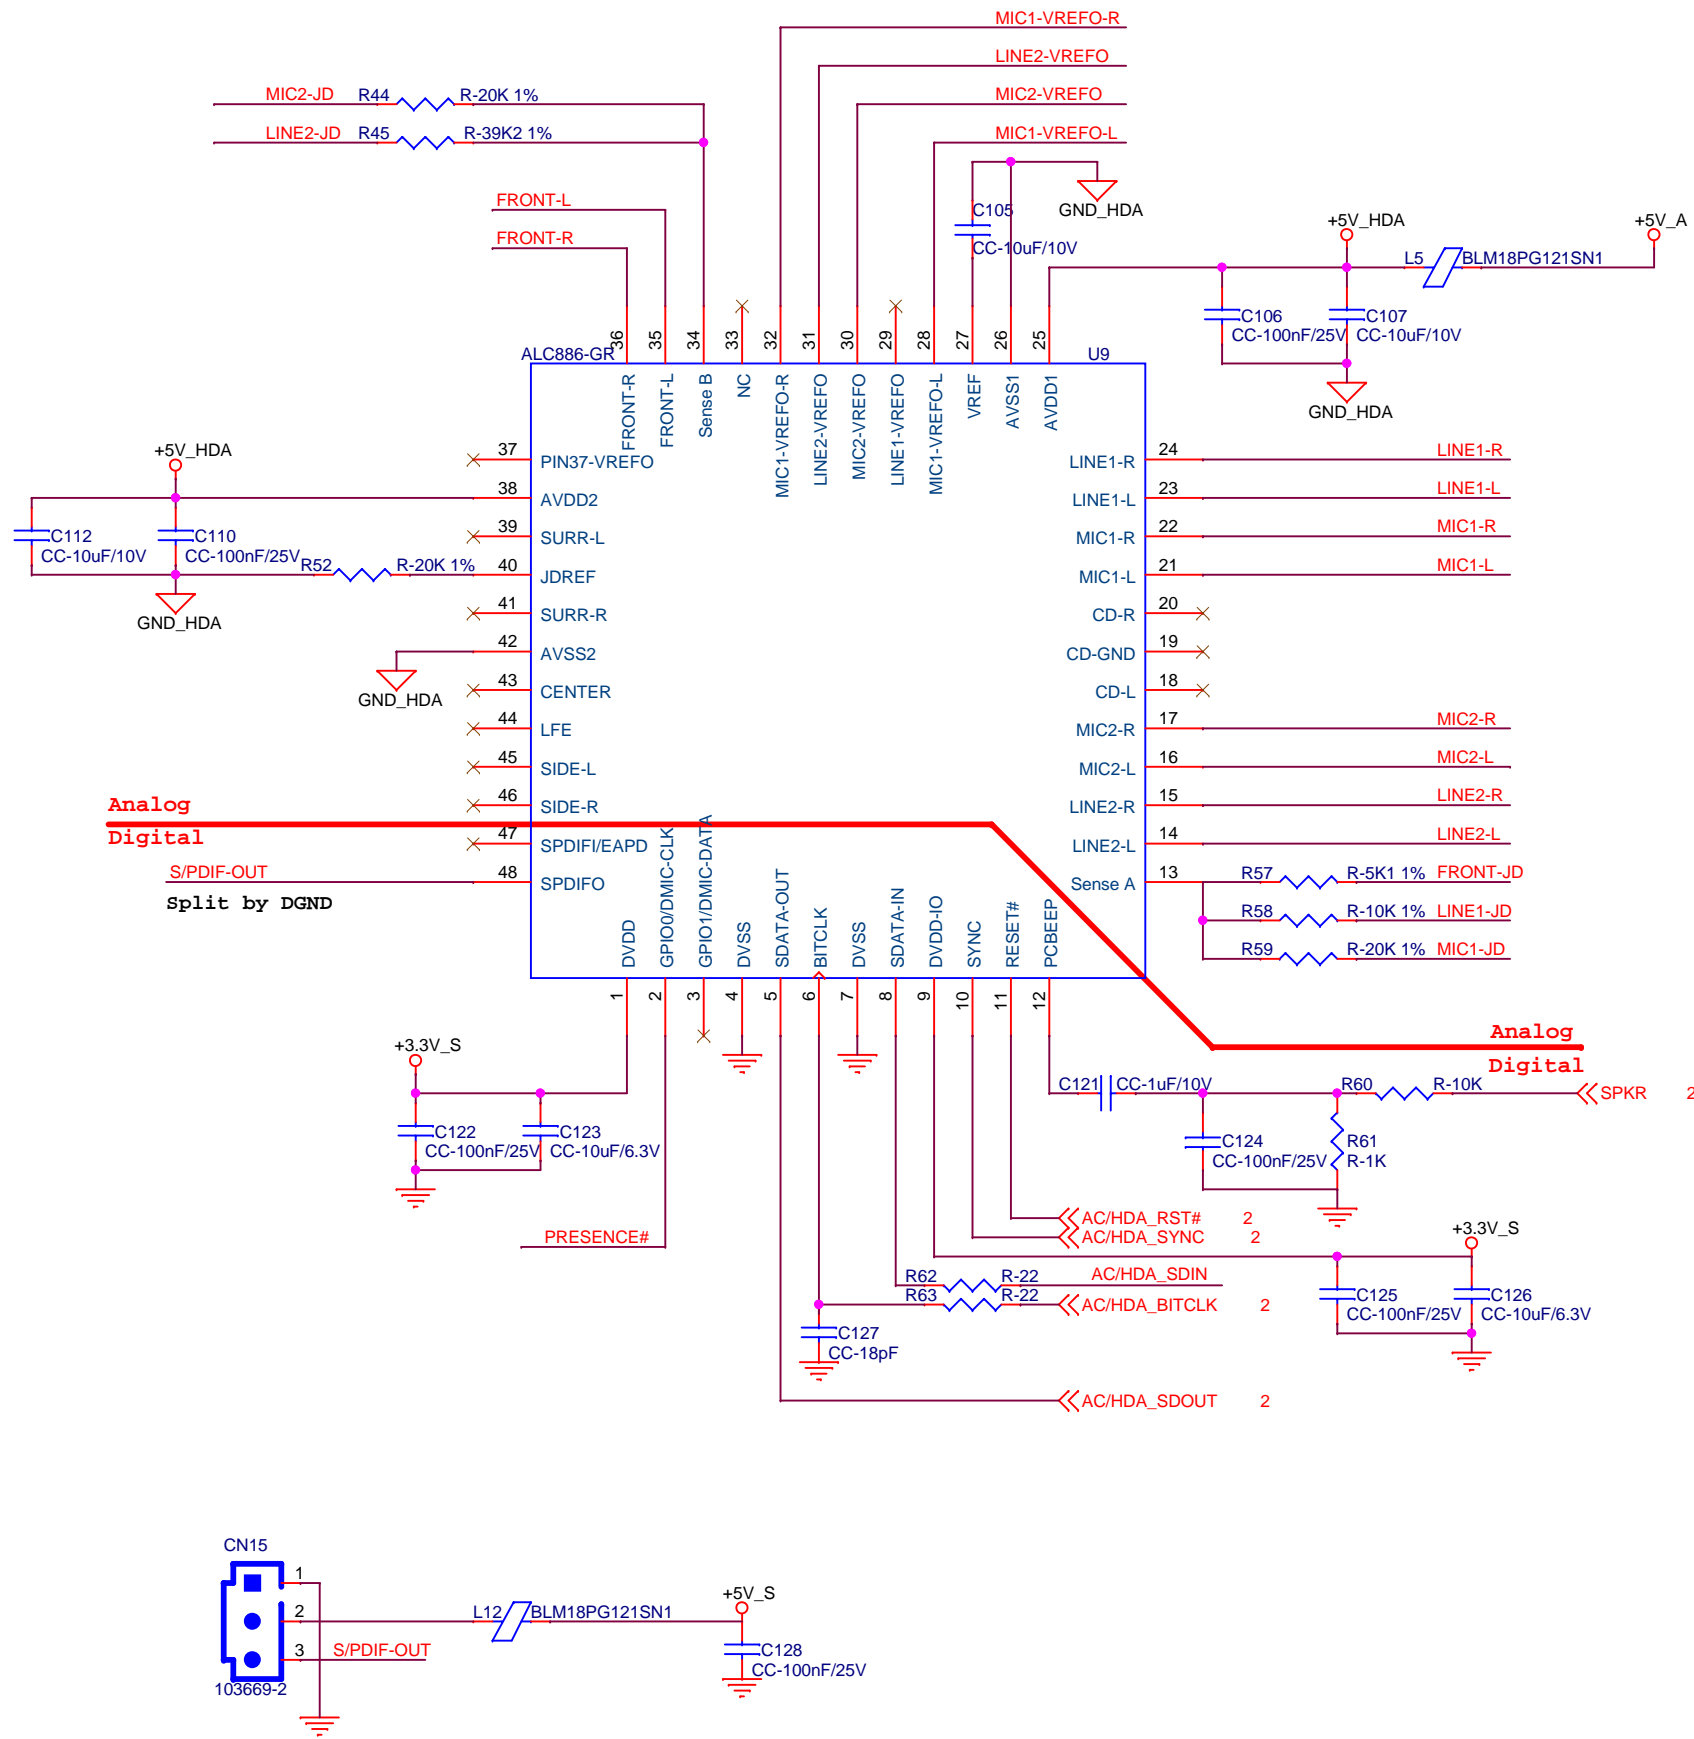 MIC1-VREFO-R
LINE2-VREFO
MIC2-JD R44 R-20K 1% MIC2-VREFO
LINE2-JD R45 R-39K2 1% MIC1-VREFO-L
FRONT-L
FRONT-R
C105
CC-10uF/10V
GND_HDA
+5V_HDA
+5V_A
L5 BLM18PG121SN1
C106
CC-100nF/25V
C107
CC-10uF/10V
GND_HDA
36 35 34 33 32 31 30 29 28 27 26 25
ALC886-GR U9
FRONT-R
FRONT-L
Sense B
NC
MIC1-VREFO-R
LINE2-VREFO
MIC2-VREFO
LINE1-VREFO
MIC1-VREFO-L
VREF
AVSS1
AVDD1
+5V_HDA
C112
CC-10uF/10V
C110
CC-100nF/25V
R52 R-20K 1%
GND_HDA
GND_HDA
37 PIN37-VREFO
38 AVDD2
39 SURR-L
40 JDREF
41 SURR-R
42 AVSS2
43 CENTER
44 LFE
45 SIDE-L
46 SIDE-R
47 SPDIFI/EAPD
48 SPDIFO
Analog
Digital
S/PDIF-OUT
Split by DGND
LINE1-R 24 LINE1-R
LINE1-L 23 LINE1-L
MIC1-R 22 MIC1-R
MIC1-L 21 MIC1-L
CD-R 20
CD-GND 19
CD-L 18
MIC2-R 17 MIC2-R
MIC2-L 16 MIC2-L
LINE2-R 15 LINE2-R
LINE2-L 14 LINE2-L
Sense A 13 R57 R-5K1 1% FRONT-JD
R58 R-10K 1% LINE1-JD
R59 R-20K 1% MIC1-JD
DVDD
GPIO0/DMIC-CLK
GPIO1/DMIC-DATA
DVSS
SDATA-OUT
BITCLK
DVSS
SDATA-IN
DVDD-IO
SYNC
RESET#
PCBEEP
1 2 3 4 5 6 7 8 9 10 11 12
Analog
Digital
+3.3V_S
C122
CC-100nF/25V
C123
CC-10uF/6.3V
C121 CC-1uF/10V
R60 R-10K SPKR 2
C124
CC-100nF/25V
R61
R-1K
PRESENCE#
AC/HDA_RST# 2
AC/HDA_SYNC 2
+3.3V_S
R62 R-22 AC/HDA_SDIN
R63 R-22 AC/HDA_BITCLK 2
C125
CC-100nF/25V
C126
CC-10uF/6.3V
C127
CC-18pF
AC/HDA_SDOUT 2
CN15
1
2
3 S/PDIF-OUT
103669-2
L12 BLM18PG121SN1
+5V_S
C128
CC-100nF/25V